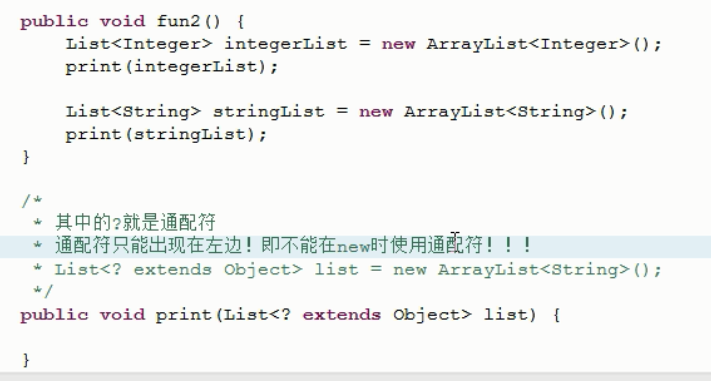 public void fun2() {
List<Integer> integerList = new ArrayList<Integer>();
print(integerList);
List<String> stringList = new ArrayList<String>();
print(stringList);
}
/*
* 其中的?就是通配符
* 通配符只能出现在左边！即不能在new时使用通配符！！！
* List<? extends Object> list = new ArrayList<String>();
*/
public void print(List<? extends Object> list) {
}